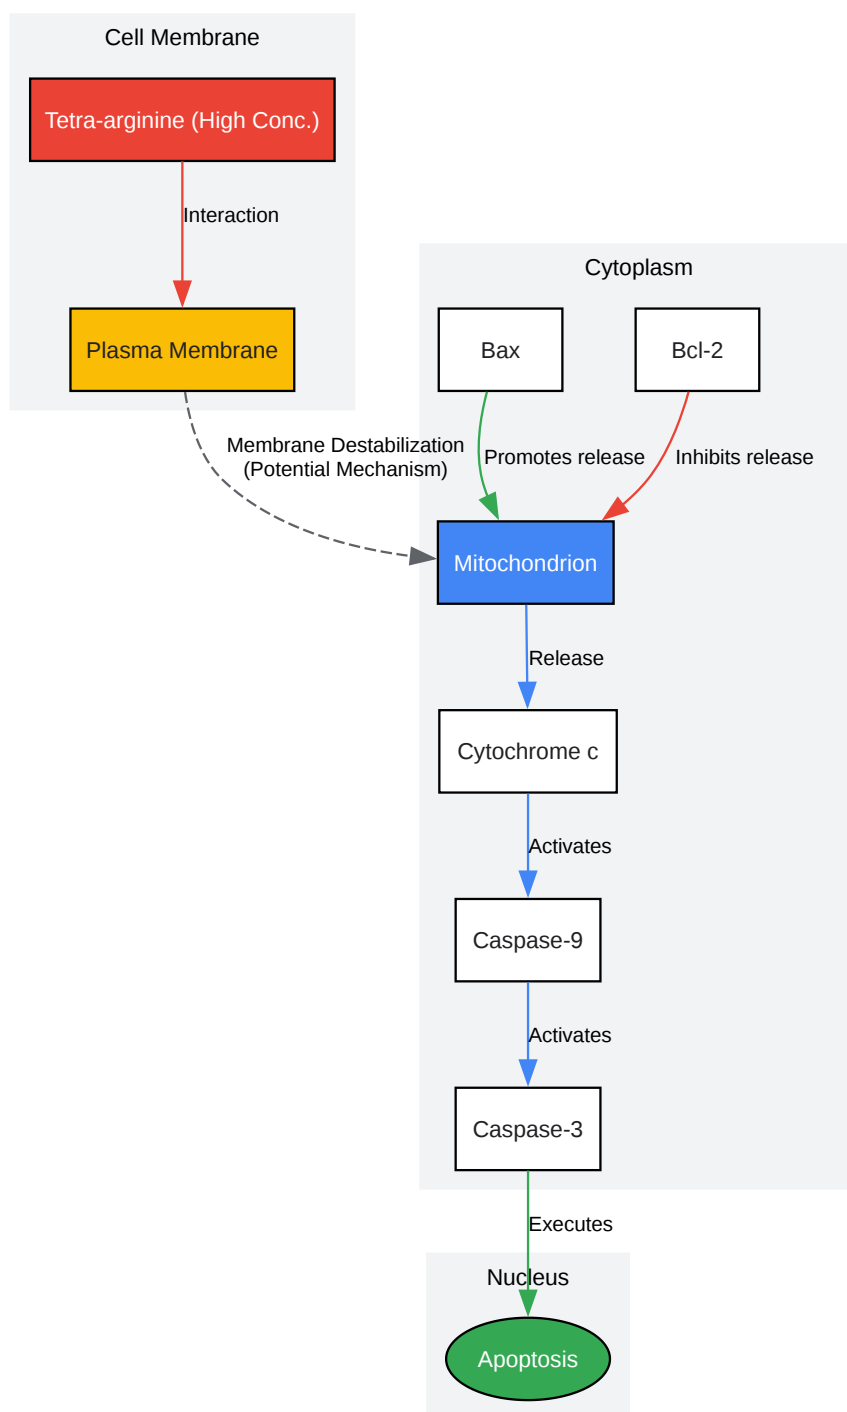 Cell Membrane
Tetra-arginine (High Conc.)
Interaction
Plasma Membrane
Cytoplasm
Bax
Bcl-2
Membrane Destabilization
(Potential Mechanism)
Promotes release
Inhibits release
Mitochondrion
Release
Cytochrome c
Activates
Caspase-9
Activates
Caspase-3
Executes
Nucleus
Apoptosis